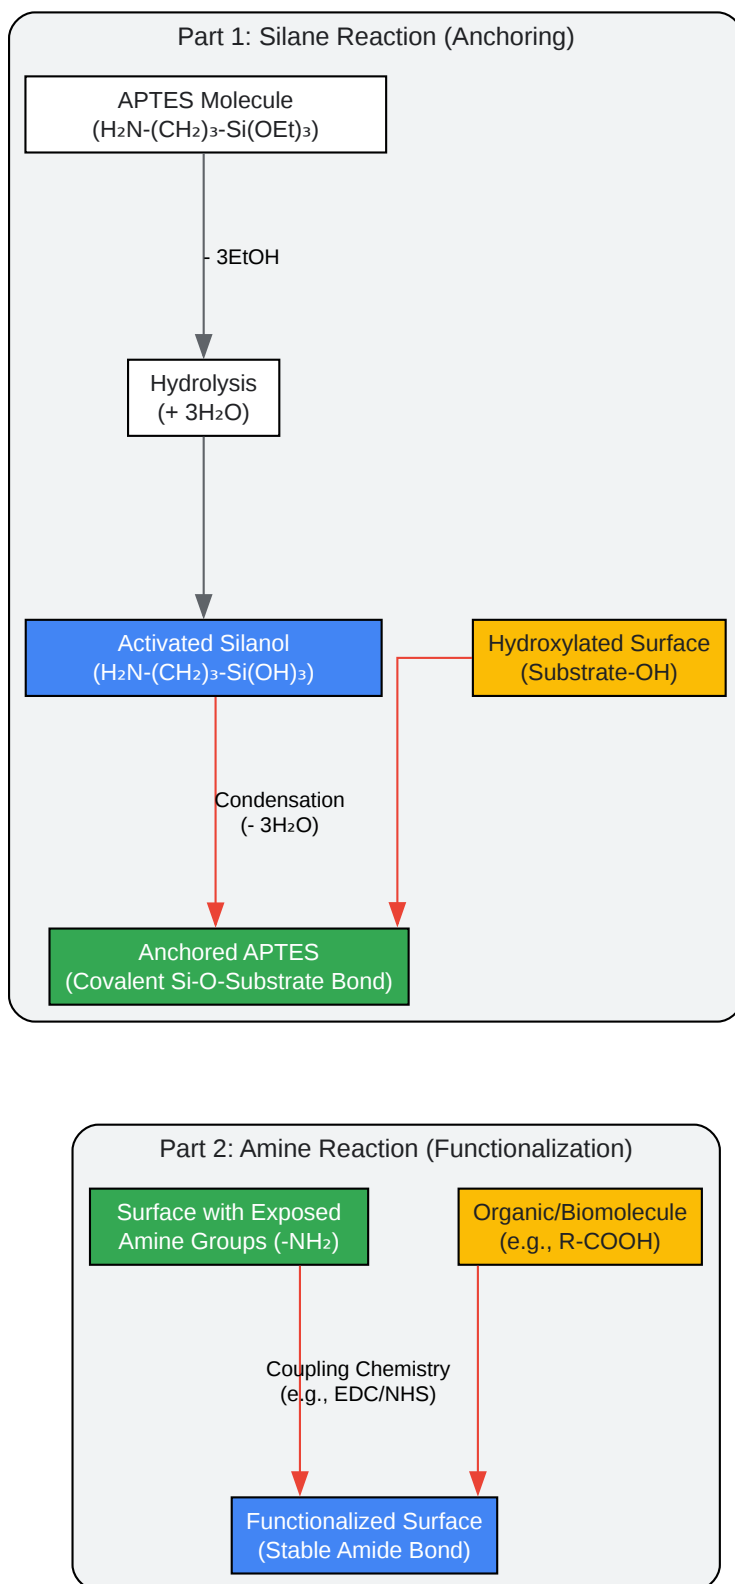 Part 1: Silane Reaction (Anchoring)
APTES Molecule
(H₂N-(CH₂)₃-Si(OEt)₃)
- 3EtOH
Hydrolysis
(+ 3H₂O)
Activated Silanol
(H₂N-(CH₂)₃-Si(OH)₃)
Hydroxylated Surface
(Substrate-OH)
Condensation
(- 3H₂O)
Anchored APTES
(Covalent Si-O-Substrate Bond)
Part 2: Amine Reaction (Functionalization)
Surface with Exposed
Amine Groups (-NH₂)
Organic/Biomolecule
(e.g., R-COOH)
Coupling Chemistry
(e.g., EDC/NHS)
Functionalized Surface
(Stable Amide Bond)